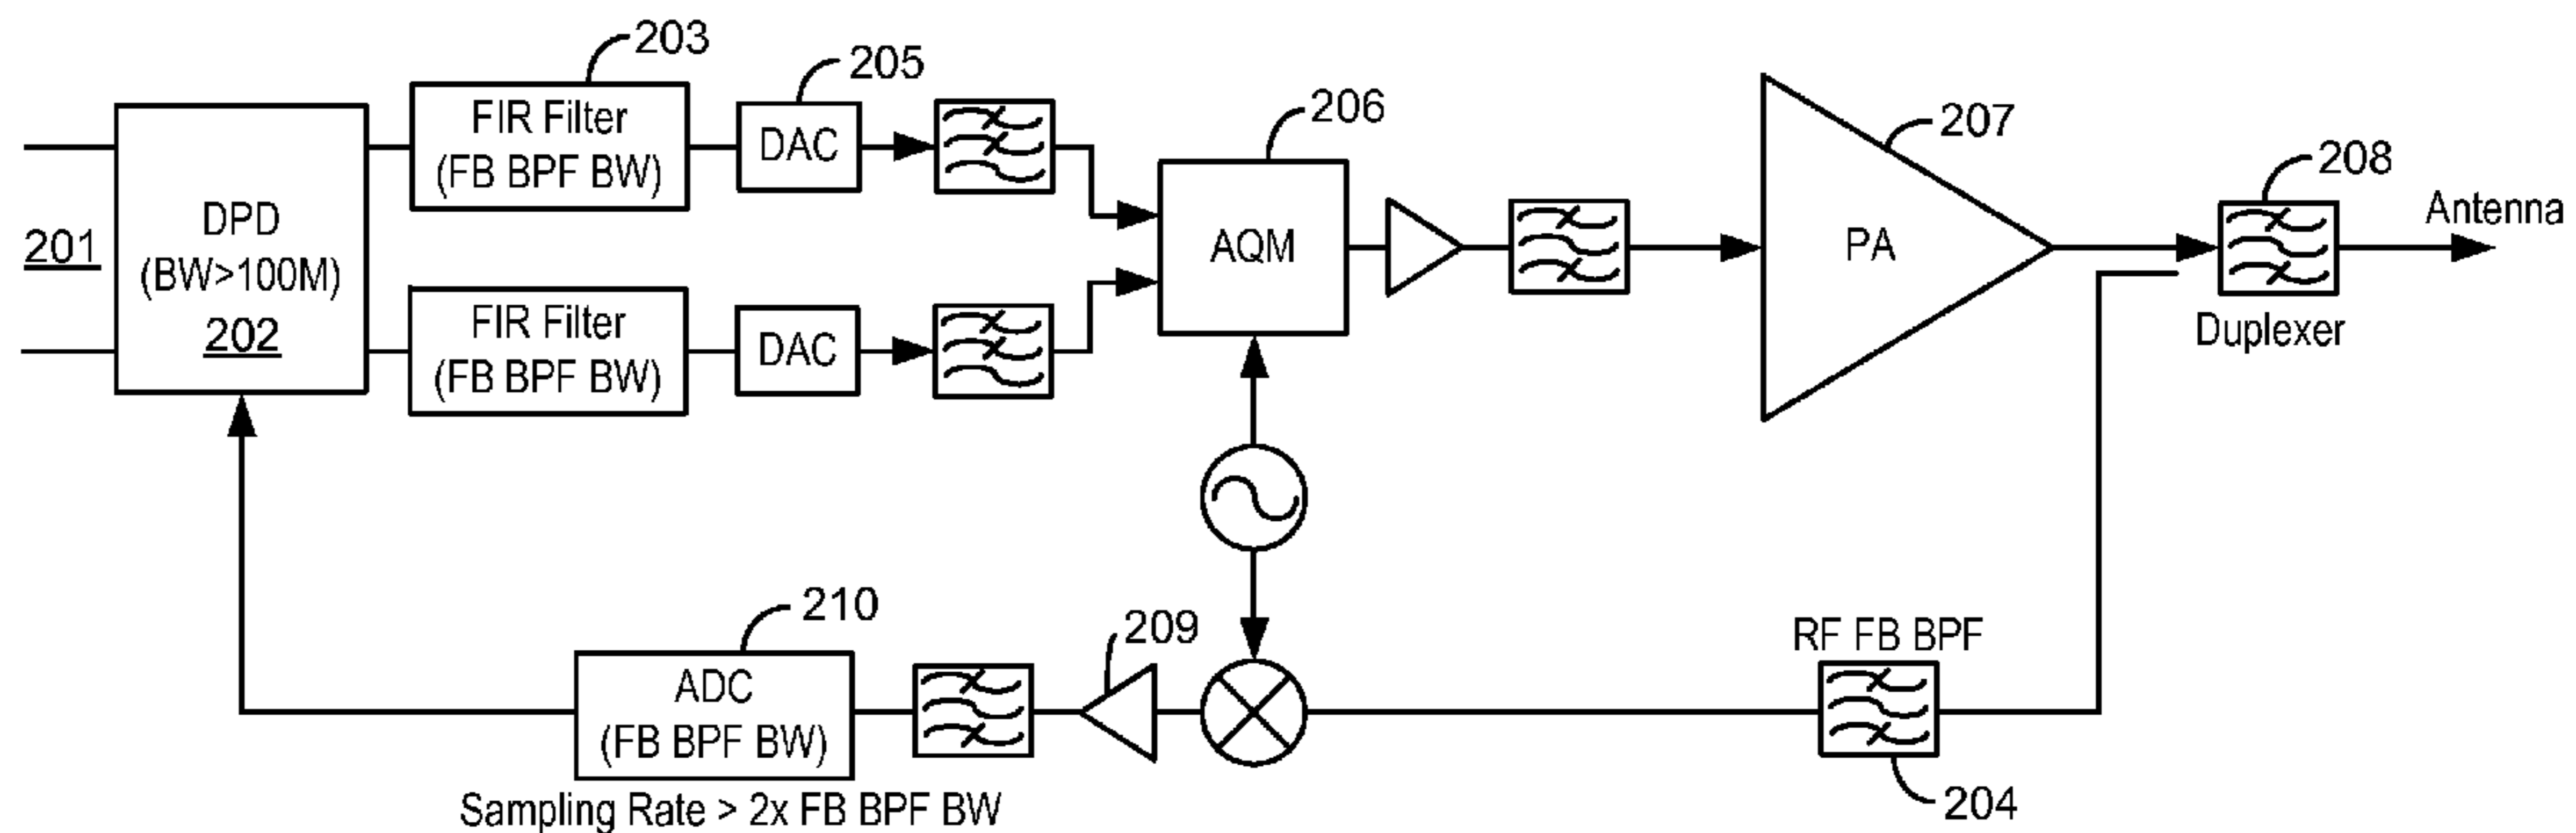 203
205
FIR Filter
(FB BPF BW)
DAC
206
207
208
Antenna
201
DPD
(BW>100M)
202
AQM
PA
Duplexer
FIR Filter
(FB BPF BW)
DAC
210
209
RF FB BPF
ADC
(FB BPF BW)
Sampling Rate > 2x FB BPF BW
204